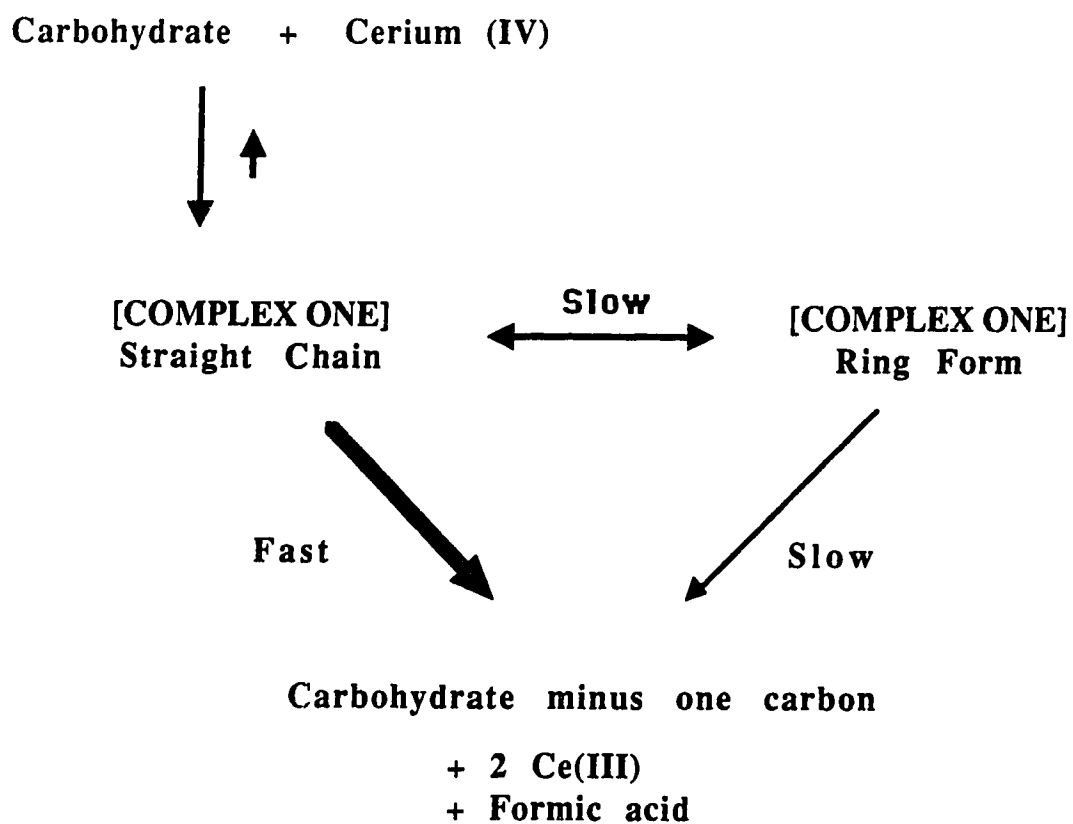 Carbohydrate + Cerium (IV)
[COMPLEX ONE]
Straight Chain
Slow
[COMPLEX ONE]
Ring Form
Fast
Slow
Carbohydrate minus one carbon
+ 2 Ce(III)
+ Formic acid